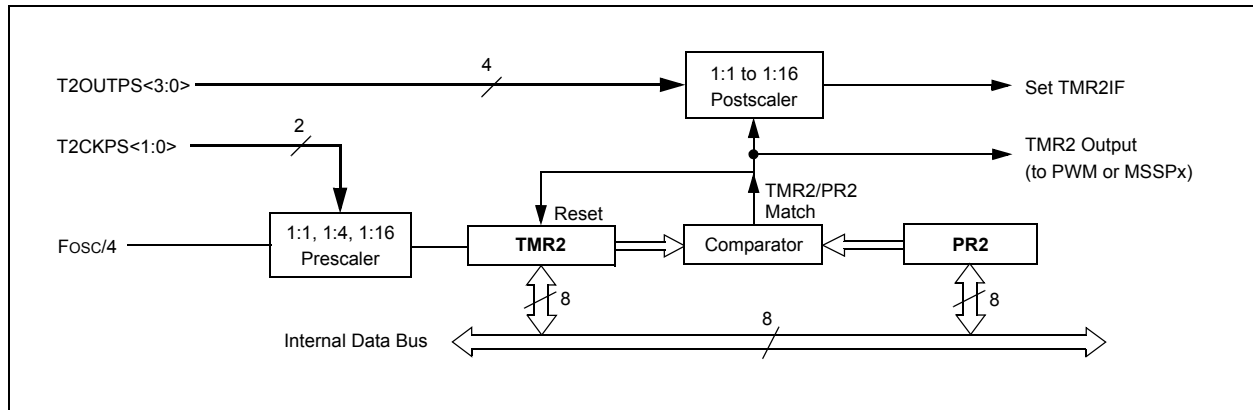 T2OUTPS<3:0>
4
1:1 to 1:16
Postscaler
Set TMR2IF
T2CKPS<1:0>
2
TMR2 Output
(to PWM or MSSPx)
TMR2/PR2
Match
Reset
FOSC/4
1:1, 1:4, 1:16
Prescaler
TMR2
Comparator
PR2
8
8
8
Internal Data Bus